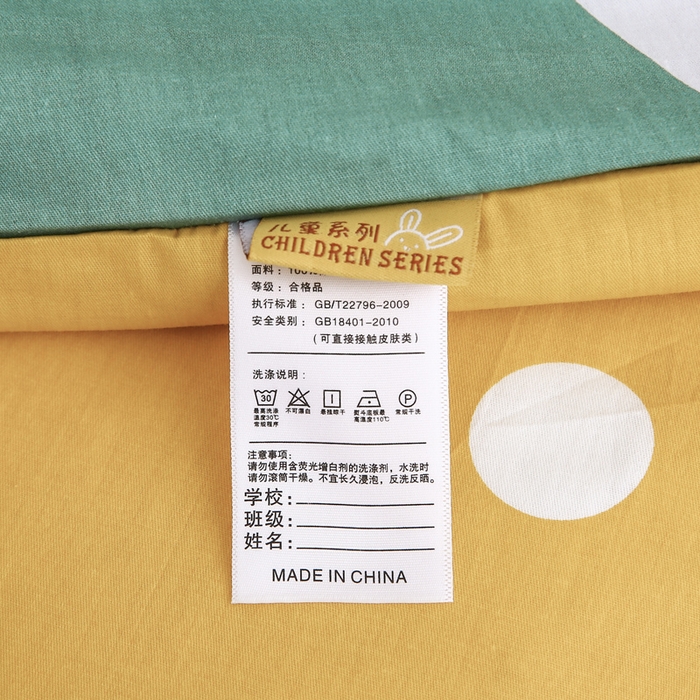 儿童系列
CHILDREN SERIES
面料：100%
等级：合格品
执行标准：GB/T22796-2009
安全类别：GB18401-2010
（可直接接触皮肤类）
洗涤说明：
30 P
最高洗涤 不可漂白 悬挂晾干 熨斗底板最 常规干洗
温度30℃ 高温度110℃
常规程序
注意事项：
请勿使用含荧光增白剂的洗涤剂，水洗时
请勿滚筒干燥。不宜长久浸泡，反洗反晒。
学校：
班级：
姓名：
MADE IN CHINA